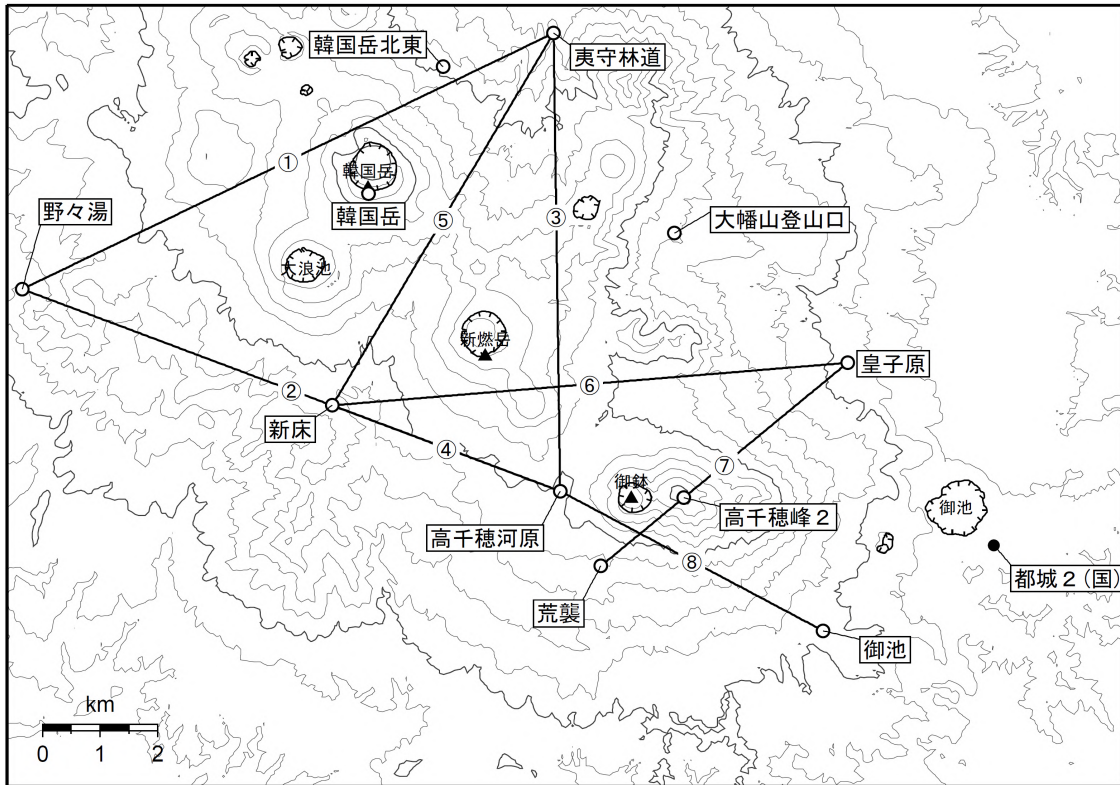 韓国岳北東
夷守林道
①
韓国岳
韓国岳
野々湯
⑤
③
大幡山登山口
大浪池
新燃岳
皇子原
②
⑥
新床
④
⑦
御鉢
高千穂河原
高千穂峰2
御池
都城2(国)
⑧
荒襲
御池
km
0 1 2